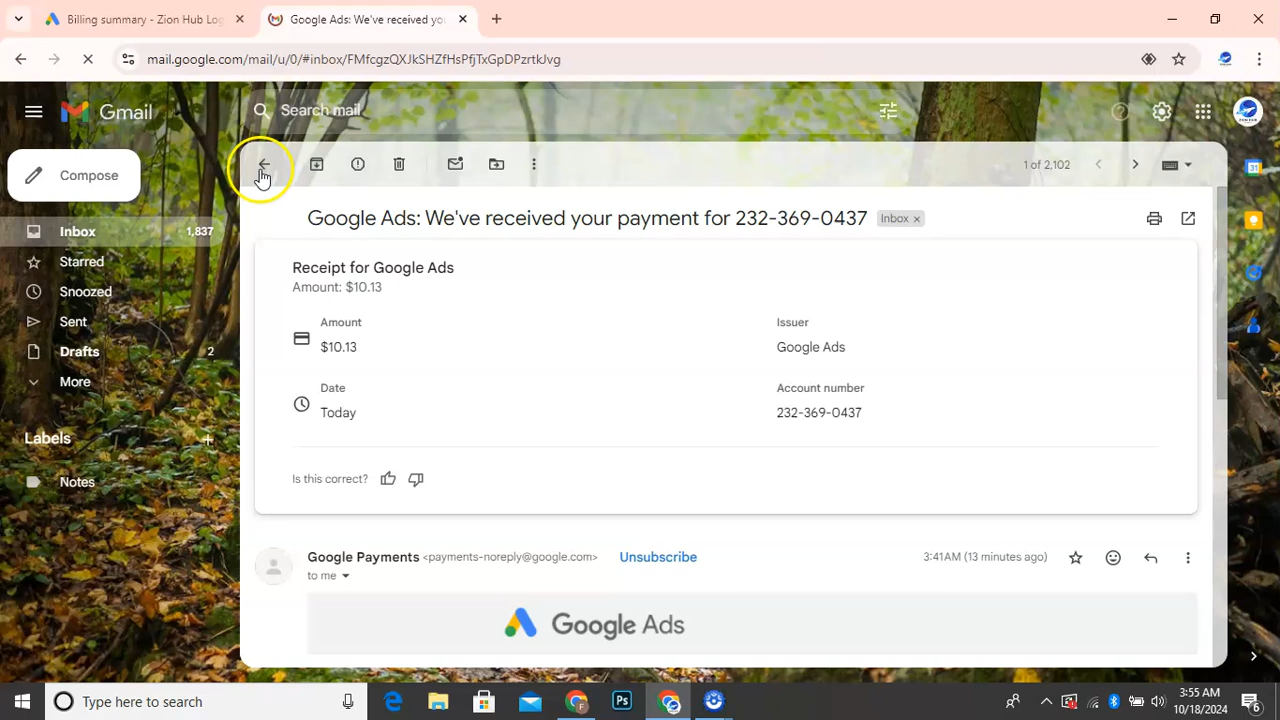 Billing summary - Zion Hub Log
Google Ads: We've received you
mail.google.com/mail/u/0/#inbox/FMfcgzQXJkSHZfHsPfjTxGpDPzrtkJvg
Gmail
Search mail
Compose
1 of 2,102
Inbox 1,837
Starred
Snoozed
Sent
Drafts 2
More
Labels
Notes
Google Ads: We've received your payment for 232-369-0437 Inbox
Receipt for Google Ads
Amount: $10.13
Amount Issuer
$10.13 Google Ads
Date Account number
Today 232-369-0437
Is this correct?
Google Payments <payments-noreply@google.com> Unsubscribe 3:41AM (13 minutes ago)
to me
Google Ads
Type here to search
3:55 AM
10/18/2024
6